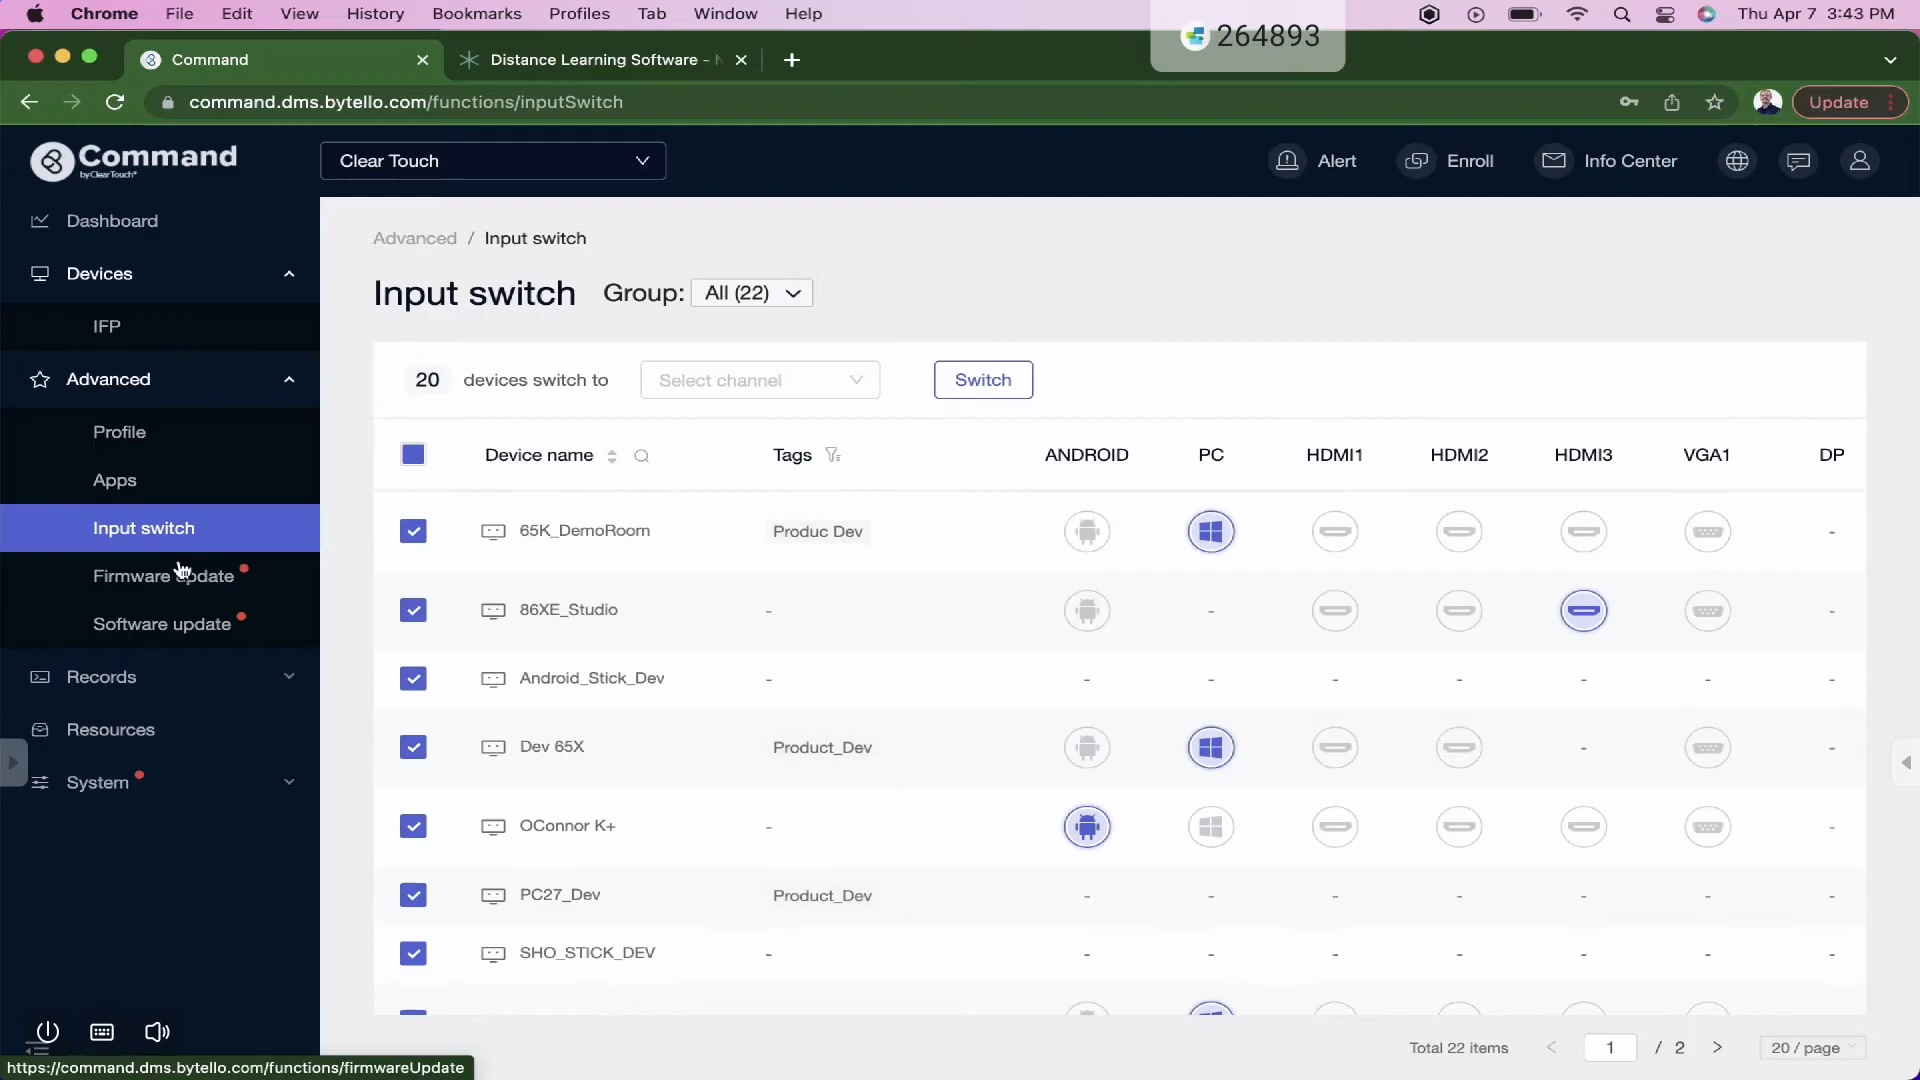 Chrome File Edit View History Bookmarks Profiles Tab Window Help
Thu Apr 7 3:43 PM
264893
Command
Distance Learning Software -
command.dms.bytello.com/functions/inputSwitch
Update
Command
by ClearTouch
Clear Touch
Alert
Enroll
Info Center
Dashboard
Devices
IFP
Advanced
Profile
Apps
Input switch
Firmware update
Software update
Records
Resources
System
Advanced / Input switch
Input switch Group: All (22)
20 devices switch to Select channel Switch
Device name Tags ANDROID PC HDMI1 HDMI2 HDMI3 VGA1 DP
65K_DemoRoom Produc Dev -
86XE_Studio - - -
Android_Stick_Dev - - - - - - - -
Dev 65X Product_Dev - -
OConnor K+ - -
PC27_Dev Product_Dev - - - - - - -
SHO_STICK_DEV - - - - - - - -
Total 22 items < 1 / 2 > 20 / page
https://command.dms.bytello.com/functions/firmwareUpdate